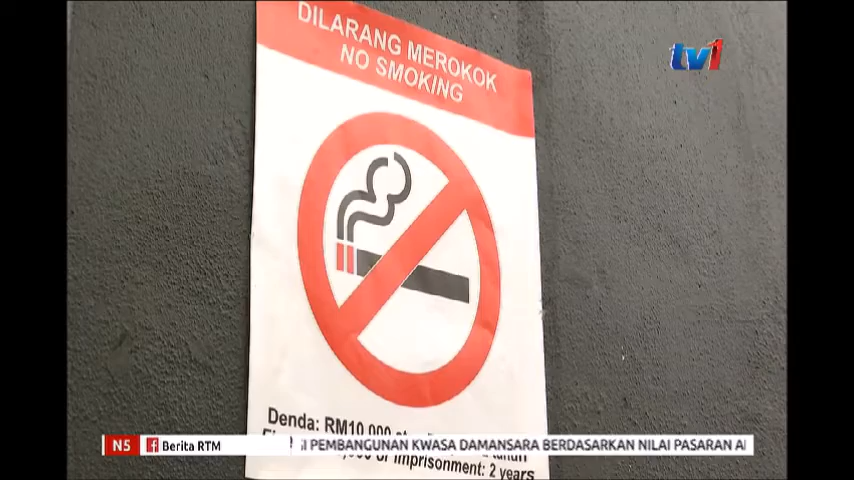 DILARANG MEROKOK
NO SMOKING
tv1
Denda: RM10,000
or imprisonment: 2 years
N5
Berita RTM
PEMBANGUNAN KWASA DAMANSARA BERDASARKAN NILAI PASARAN